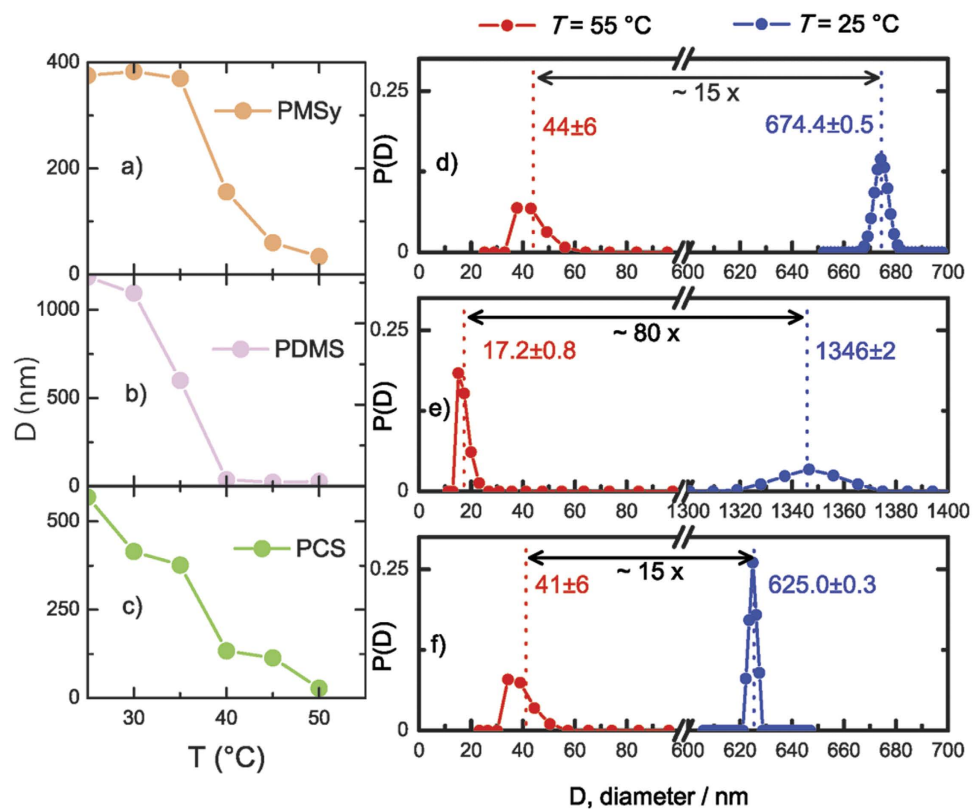 T = 55 °C
T = 25 °C
400
200
0
PMSy
a)
1000
500
0
PDMS
b)
500
250
0
PCS
c)
D (nm)
30 40 50
T (°C)
0.25
0
P(D)
~ 15 x
44±6
674.4±0.5
d)
0 20 40 60 80 600 620 640 660 680 700
0.25
0
P(D)
~ 80 x
17.2±0.8
1346±2
e)
0 20 40 60 80 1300 1320 1340 1360 1380 1400
0.25
0
P(D)
~ 15 x
41±6
625.0±0.3
f)
0 20 40 60 80 600 620 640 660 680 700
D, diameter / nm